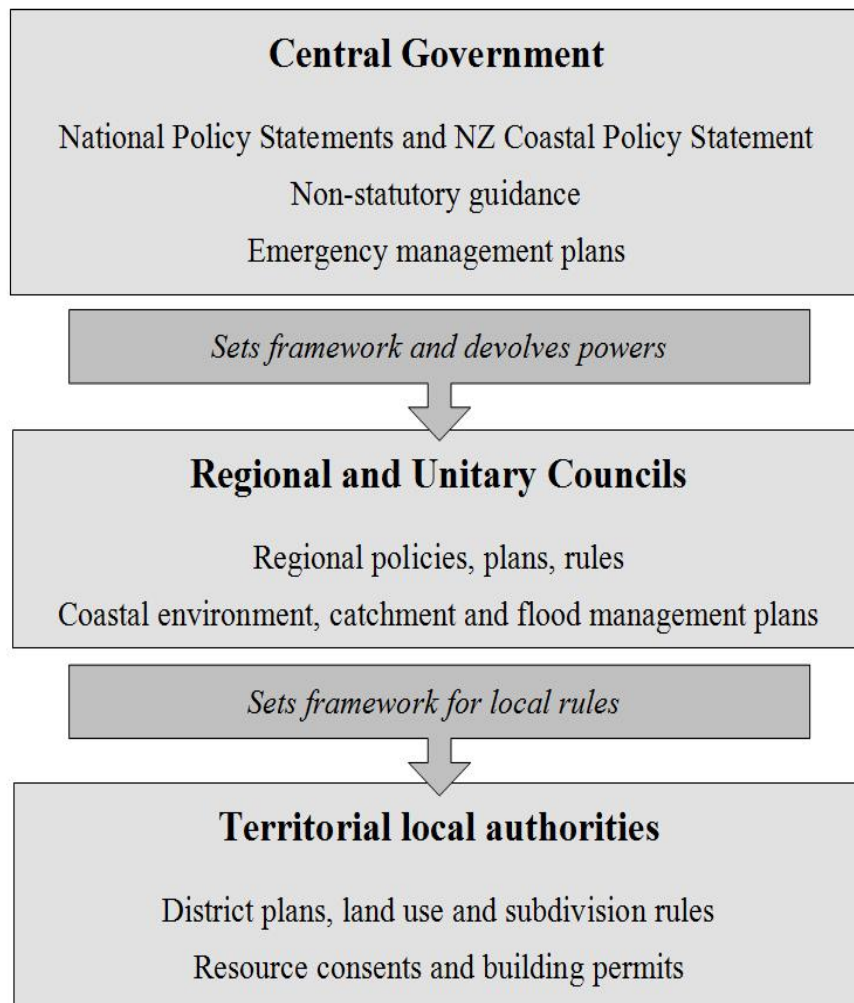 Central Government
National Policy Statements and NZ Coastal Policy Statement
Non-statutory guidance
Emergency management plans
Sets framework and devolves powers
Regional and Unitary Councils
Regional policies, plans, rules
Coastal environment, catchment and flood management plans
Sets framework for local rules
Territorial local authorities
District plans, land use and subdivision rules
Resource consents and building permits